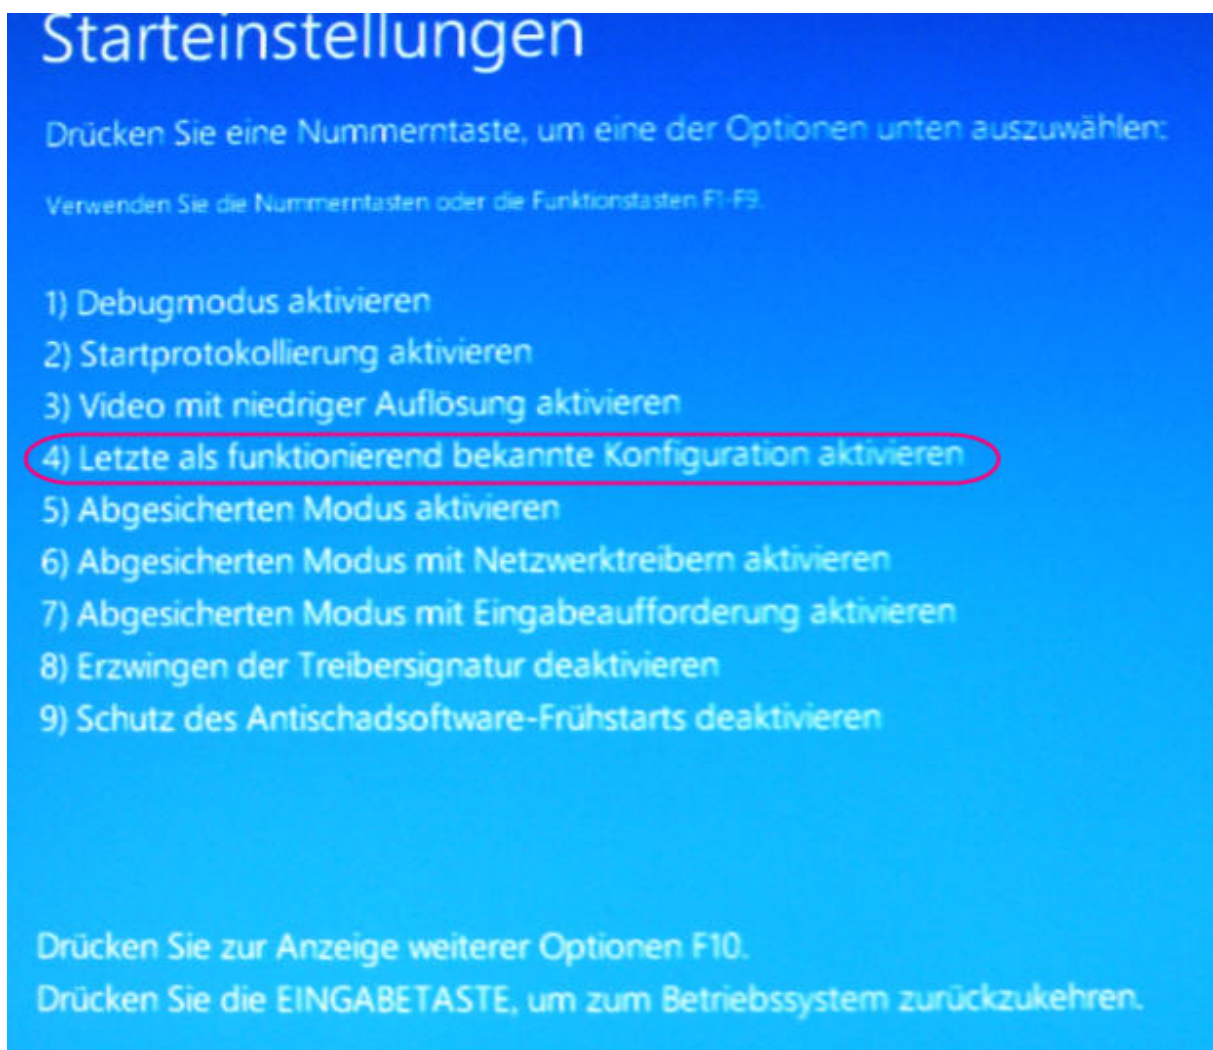 Starteinstellungen
Drücken Sie eine Nummerntaste, um eine der Optionen unten auszuwählen:
Verwenden Sie die Nummerntasten oder die Funktionstasten F1-F9.
1) Debugmodus aktivieren
2) Startprotokollierung aktivieren
3) Video mit niedriger Auflösung aktivieren
4) Letzte als funktionierend bekannte Konfiguration aktivieren
5) Abgesicherten Modus aktivieren
6) Abgesicherten Modus mit Netzwerktreibern aktivieren
7) Abgesicherten Modus mit Eingabeaufforderung aktivieren
8) Erzwingen der Treibersignatur deaktivieren
9) Schutz des Antischadsoftware-Frühstarts deaktivieren
Drücken Sie zur Anzeige weiterer Optionen F10.
Drücken Sie die EINGABETASTE, um zum Betriebssystem zurückzukehren.